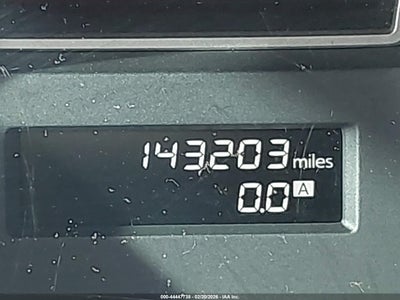 143203 miles
0.0 A
000-44447738 - 02/20/2026 - IAA Inc.